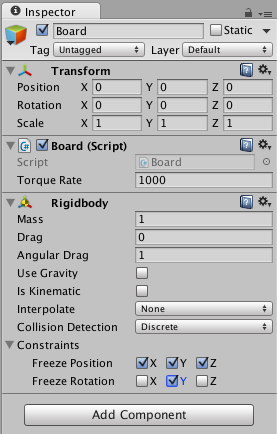 Inspector
Board Static
Tag Untagged Layer Default
Transform
Position X 0 Y 0 Z 0
Rotation X 0 Y 0 Z 0
Scale X 1 Y 1 Z 1
Board (Script)
Script Board
Torque Rate 1000
Rigidbody
Mass 1
Drag 0
Angular Drag 1
Use Gravity
Is Kinematic
Interpolate None
Collision Detection Discrete
Constraints
Freeze Position X Y Z
Freeze Rotation X Y Z
Add Component